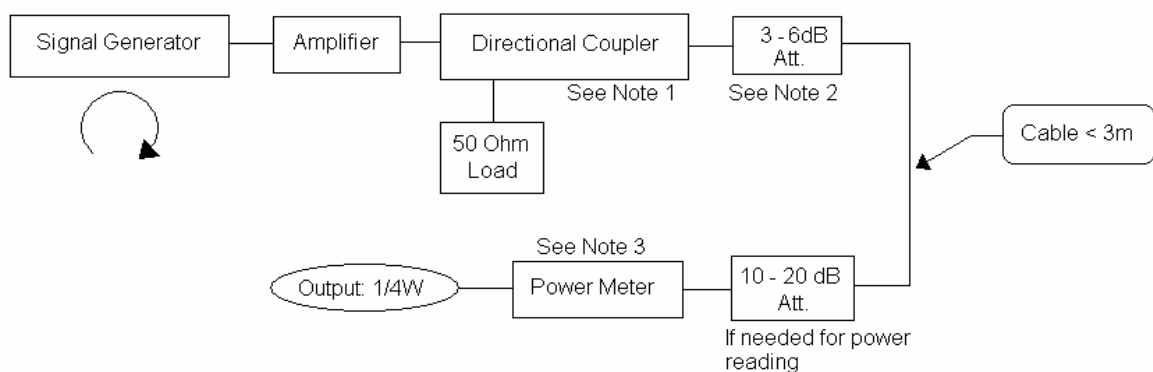 Signal Generator
Amplifier
Directional Coupler
3 - 6dB
Att.
See Note 1
See Note 2
50 Ohm
Load
Cable < 3m
See Note 3
Output: 1/4W
Power Meter
10 - 20 dB
Att.
If needed for power
reading